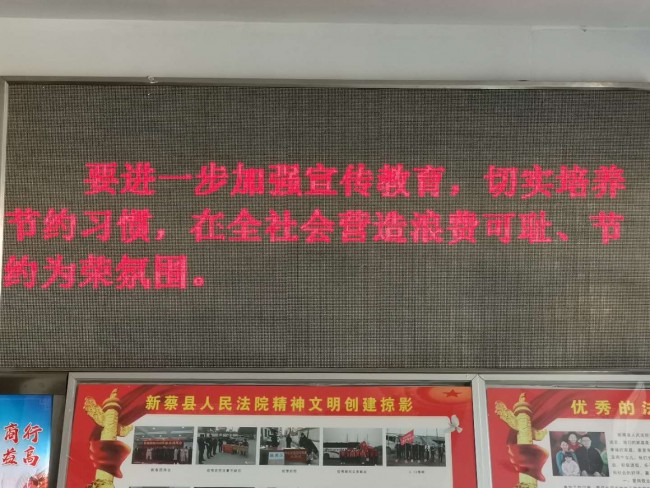 要进一步加强宣传教育，切实培养
节约习惯，在全社会营造浪费可耻、节
约为荣氛围。
新蔡县人民法院精神文明创建掠影
优秀的法